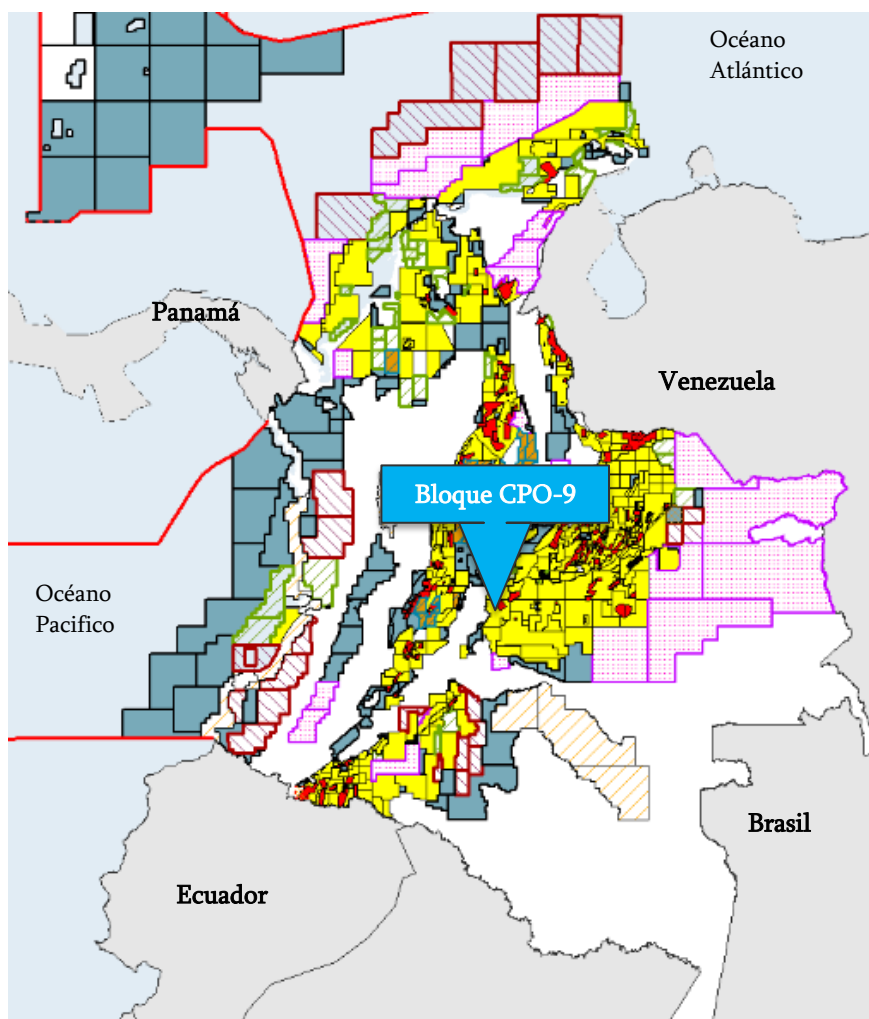 Océano
Atlántico
Panamá
Venezuela
Bloque CPO-9
Océano
Pacifico
Brasil
Ecuador